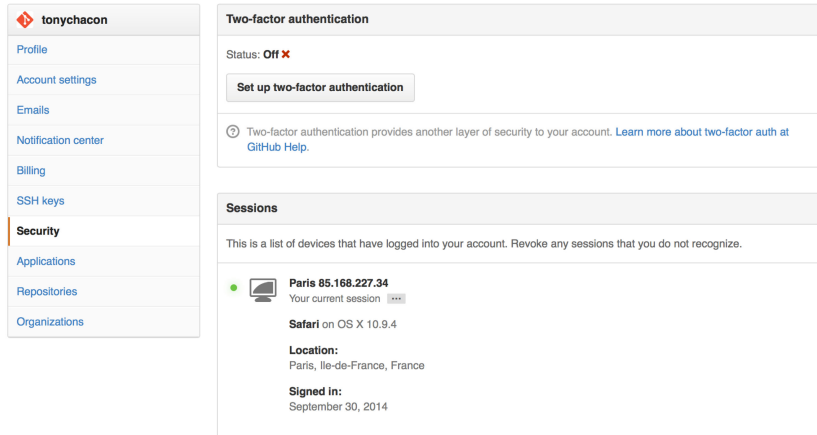 tonychacon
Profile
Account settings
Emails
Notification center
Billing
SSH keys
Security
Applications
Repositories
Organizations
Two-factor authentication
Status: Off ✖
Set up two-factor authentication
? Two-factor authentication provides another layer of security to your account. Learn more about two-factor auth at
GitHub Help.
Sessions
This is a list of devices that have logged into your account. Revoke any sessions that you do not recognize.
Paris 85.168.227.34
Your current session ···
Safari on OS X 10.9.4
Location:
Paris, Ile-de-France, France
Signed in:
September 30, 2014